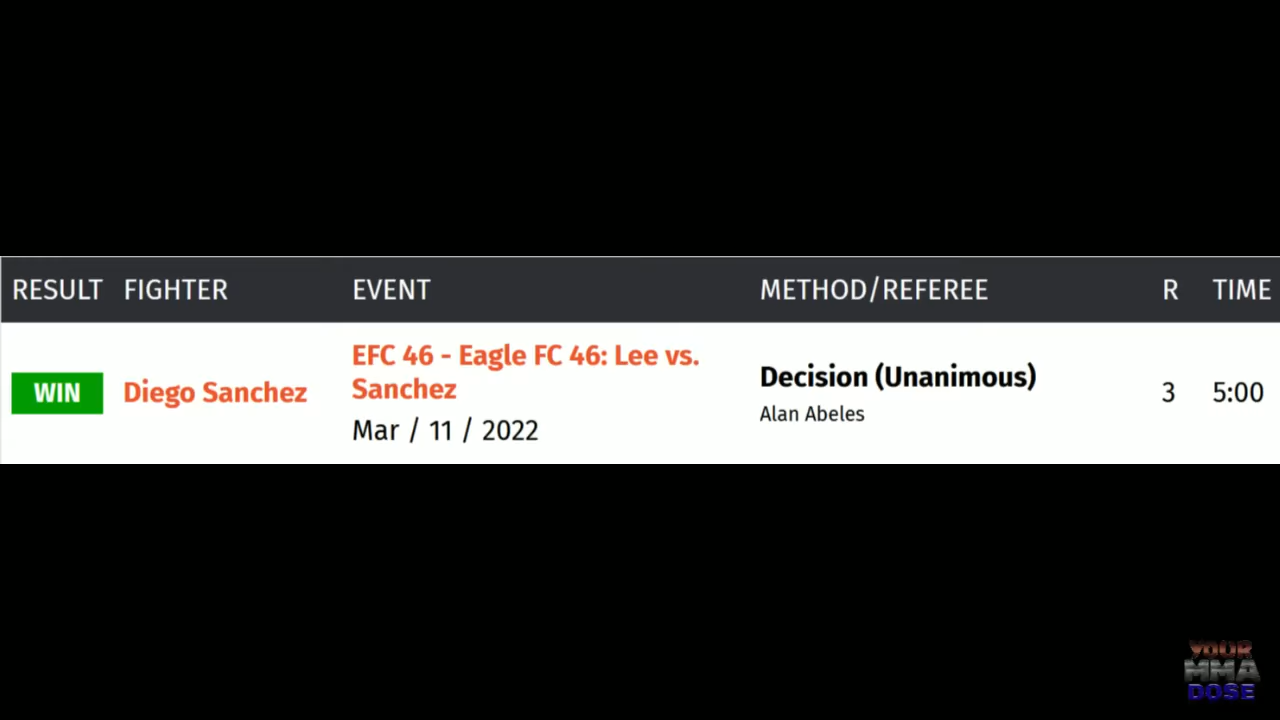 RESULT FIGHTER EVENT METHOD/REFEREE R TIME
WIN Diego Sanchez EFC 46 - Eagle FC 46: Lee vs.
Sanchez
Mar / 11 / 2022
Decision (Unanimous)
Alan Abeles
3 5:00
YOUR
MMA
DOSE